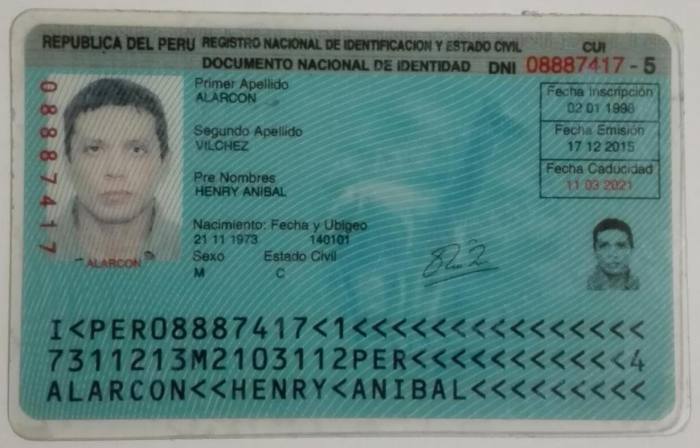 REPUBLICA DEL PERU REGISTRO NACIONAL DE IDENTIFICACION Y ESTADO CIVIL CUI
DOCUMENTO NACIONAL DE IDENTIDAD DNI 08887417 - 5
08887417
ALARCON
Primer Apellido
ALARCON
Segundo Apellido
VILCHEZ
Pre Nombres
HENRY ANIBAL
Nacimiento: Fecha y Ubigeo
21 11 1973 140101
Sexo Estado Civil
M C
Fecha Inscripción
02 01 1998
Fecha Emisión
17 12 2015
Fecha Caducidad
11 03 2021
I<PER08887417<1<<<<<<<<<<<<<<<
7311213M2103112PER<<<<<<<<<<<4
ALARCON<<HENRY<ANIBAL<<<<<<<<<